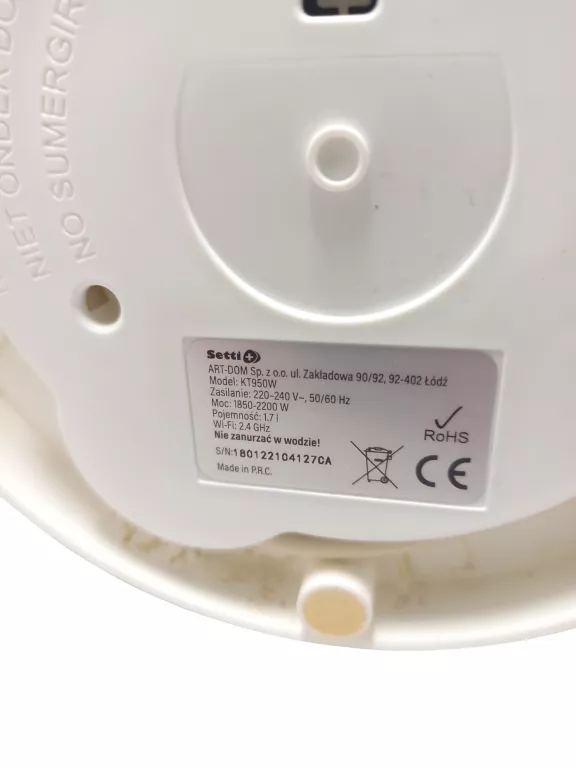 NIET ONDER DO
NO SUMERGIR
Setti+
ART-DOM Sp. z o.o. ul. Zakładowa 90/92, 92-402 Łódź
Model: KT950W
Zasilanie: 220-240 V~, 50/60 Hz
Moc: 1850-2200 W
Pojemność: 1.7 l
Wi-Fi: 2.4 GHz
Nie zanurzać w wodzie!
S/N:180122104127CA
Made in P.R.C.
RoHS
CE